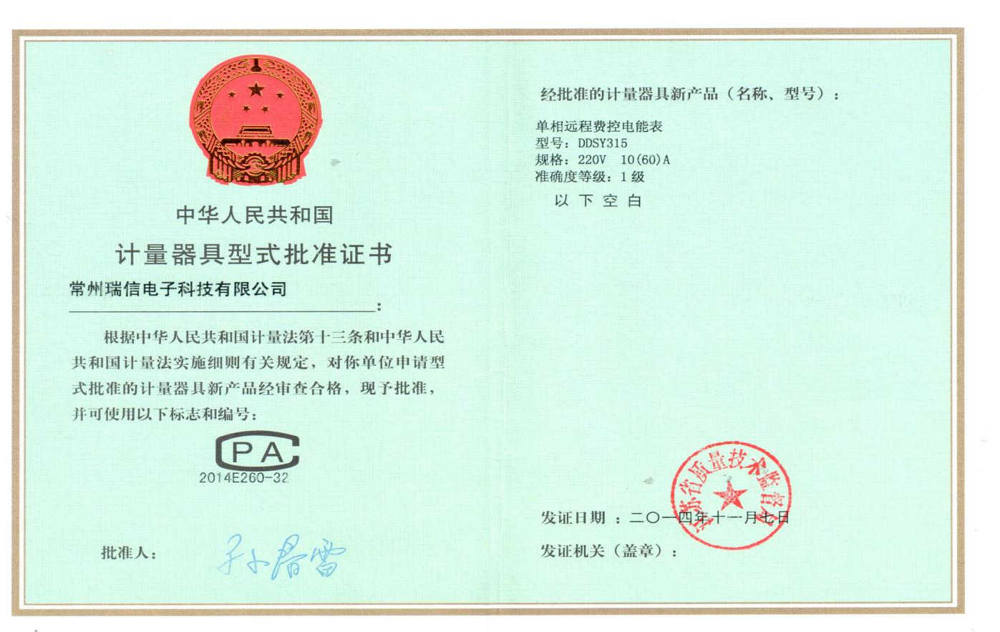 中华人民共和国
计量器具型式批准证书
常州瑞信电子科技有限公司
:
根据中华人民共和国计量法第十三条和中华人民
共和国计量法实施细则有关规定，对你单位申请型
式批准的计量器具新产品经审查合格，现予批准，
并可使用以下标志和编号：
CPA
2014E260-32
批准人：
孙春雷
经批准的计量器具新产品（名称、型号）：
单相远程费控电能表
型号：DDSY315
规格：220V 10(60)A
准确度等级：1级
以下空白
江苏省质量技术监督局
发证日期：二〇一四年十一月七日
发证机关（盖章）：